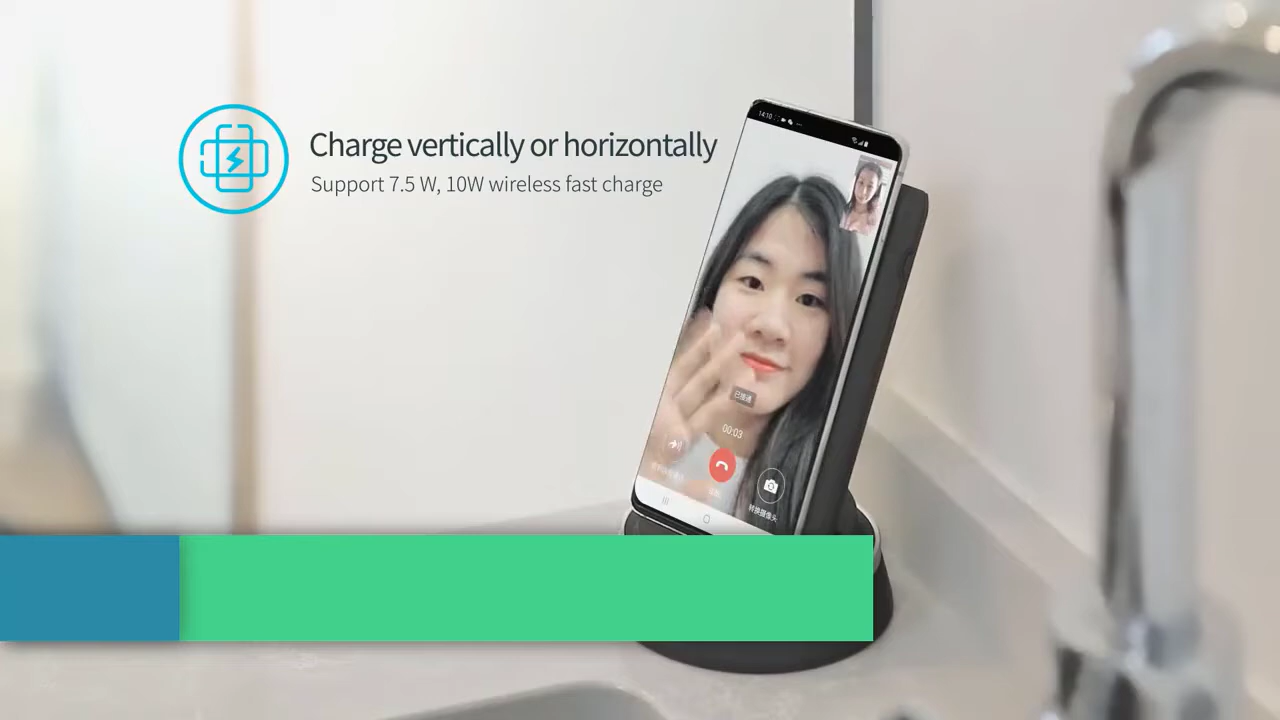 Charge vertically or horizontally
Support 7.5 W, 10W wireless fast charge
14:10
已接通
00:03
转换摄像头